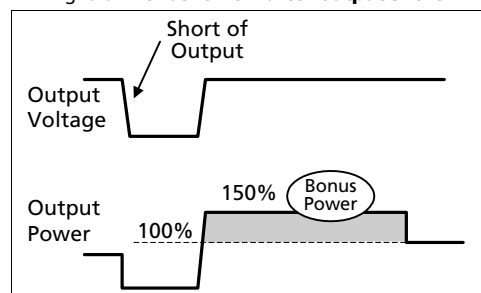 Short of
Output
Output
Voltage
150%
Bonus
Power
Output
Power
100%